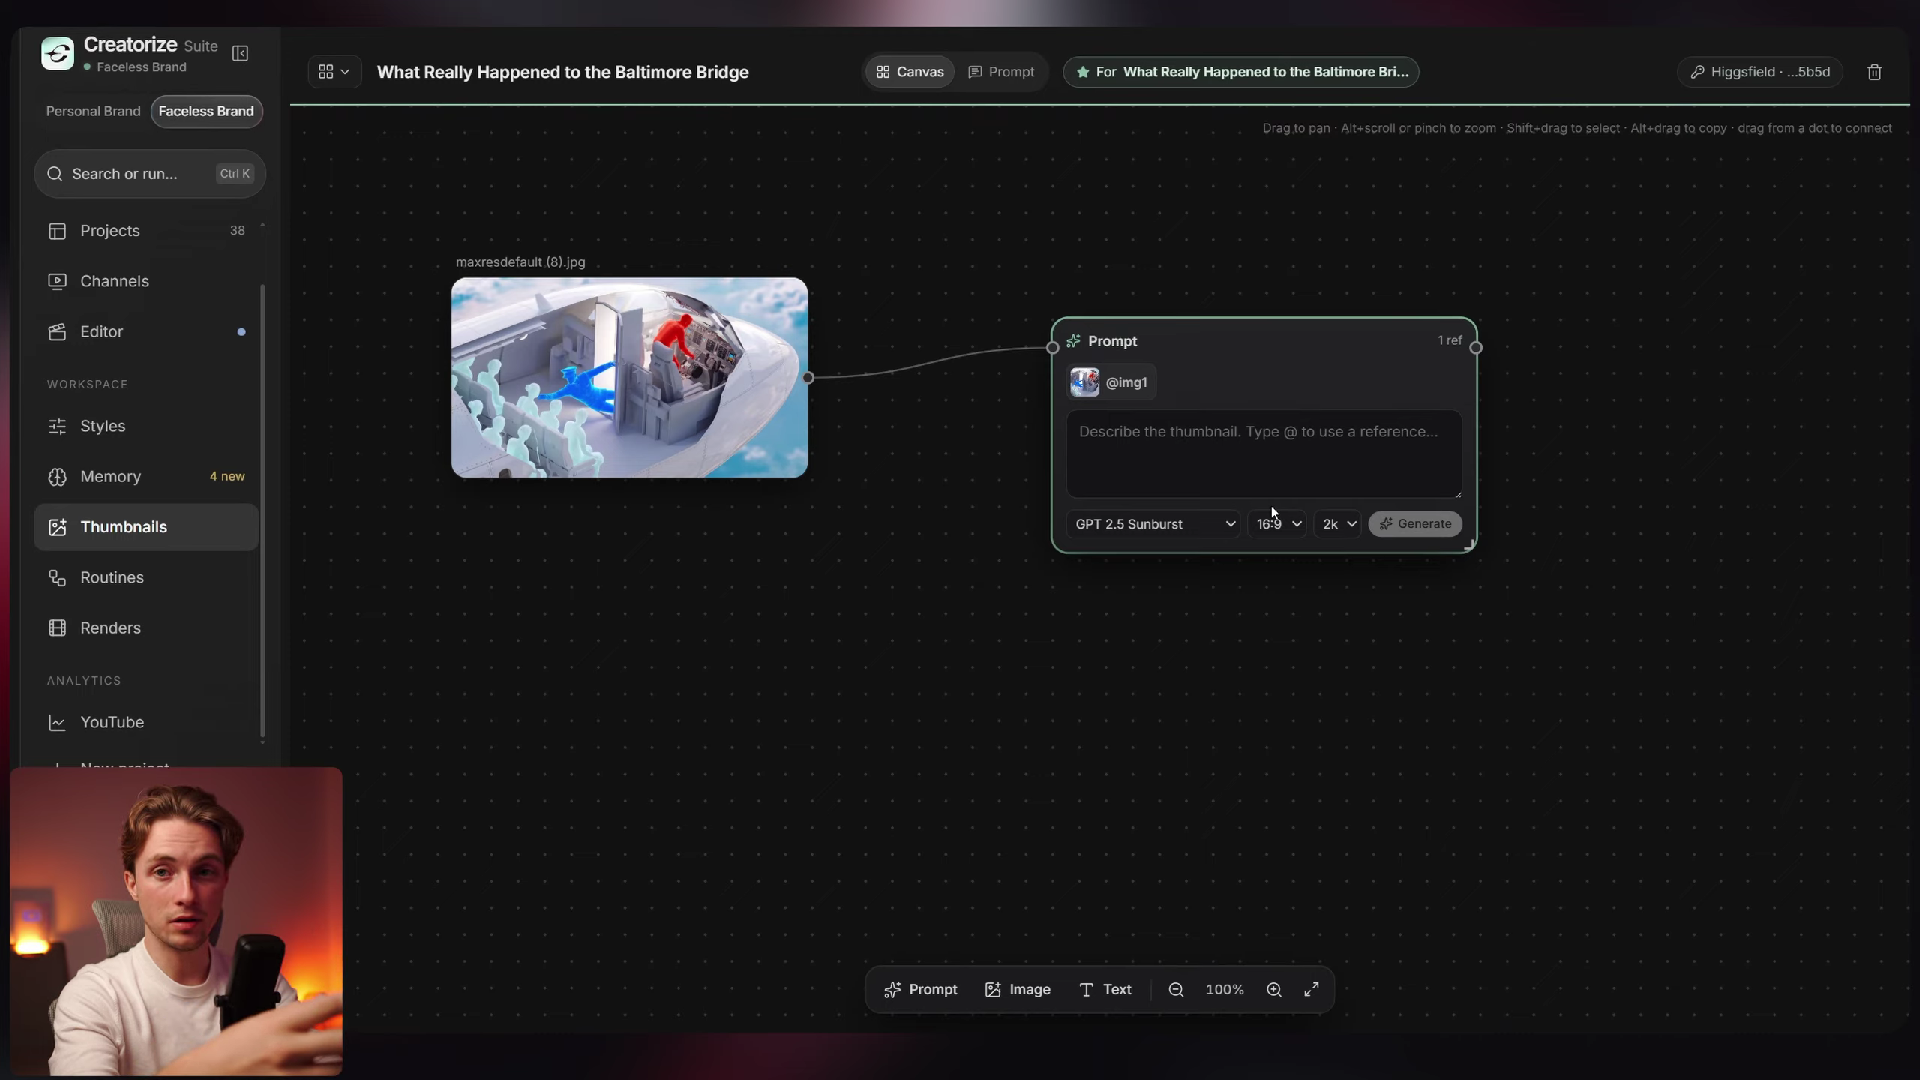 Creatorize Suite
Faceless Brand
Personal Brand Faceless Brand
Search or run... Ctrl K
Projects 38
Channels
Editor
WORKSPACE
Styles
Memory 4 new
Thumbnails
Routines
Renders
ANALYTICS
YouTube
New project
What Really Happened to the Baltimore Bridge
Canvas Prompt
For What Really Happened to the Baltimore Bri...
Higgsfield · ...5b5d
Drag to pan · Alt+scroll or pinch to zoom · Shift+drag to select · Alt+drag to copy · drag from a dot to connect
maxresdefault (8).jpg
Prompt 1 ref
@img1
Describe the thumbnail. Type @ to use a reference...
GPT 2.5 Sunburst 16:9 2k Generate
Prompt Image Text 100%